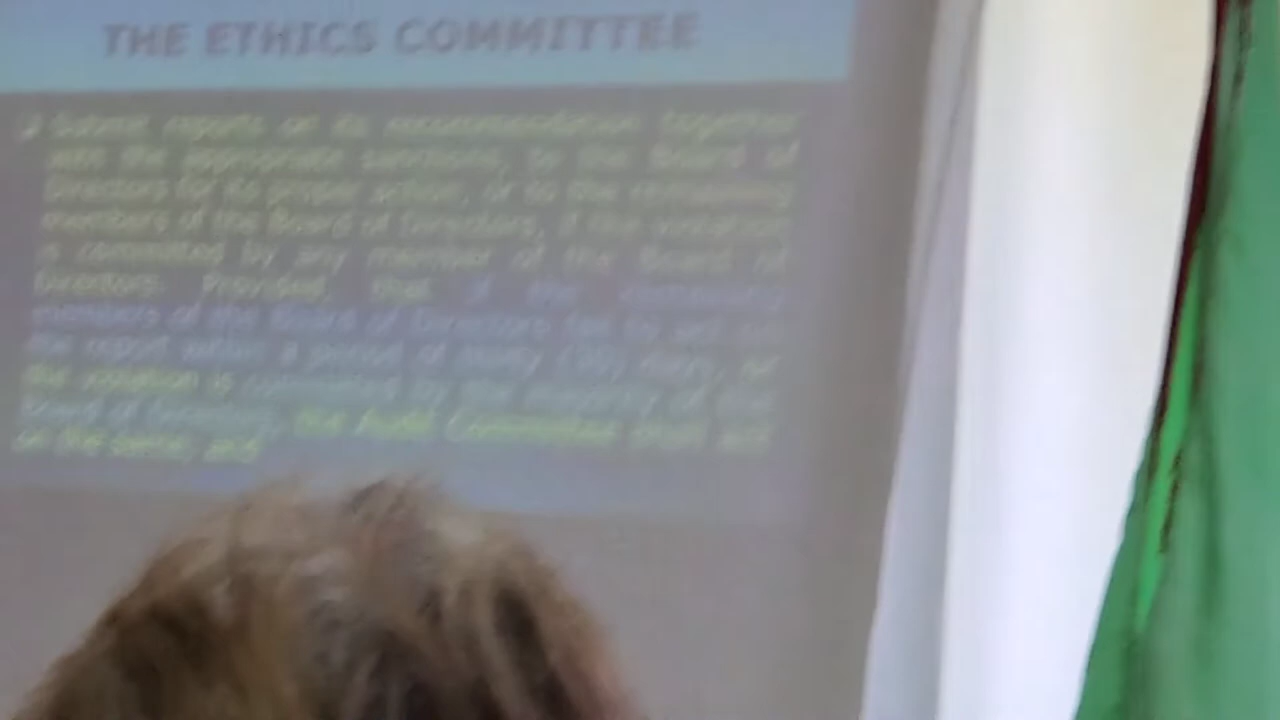 THE ETHICS COMMITTEE
Submit reports on its recommendation together
with the appropriate sanctions, to the Board of
Directors for its proper action, or to the remaining
members of the Board of Directors, if the violation
is committed by any member of the Board of
Directors: Provided, that if the remaining
members of the Board of Directors fail to act on
the report within a period of days, or
the violation is committed by the majority of the
Board of Directors, the Audit Committee shall act
on the same; and